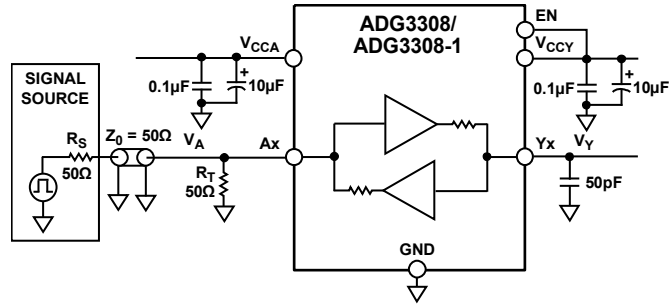 ADG3308/
ADG3308-1
EN
VCCA
VCCY
0.1µF
+
10µF
0.1µF
+
10µF
SIGNAL
SOURCE
RS
50Ω
Z0 = 50Ω
VA
Ax
Yx
VY
RT
50Ω
50pF
GND